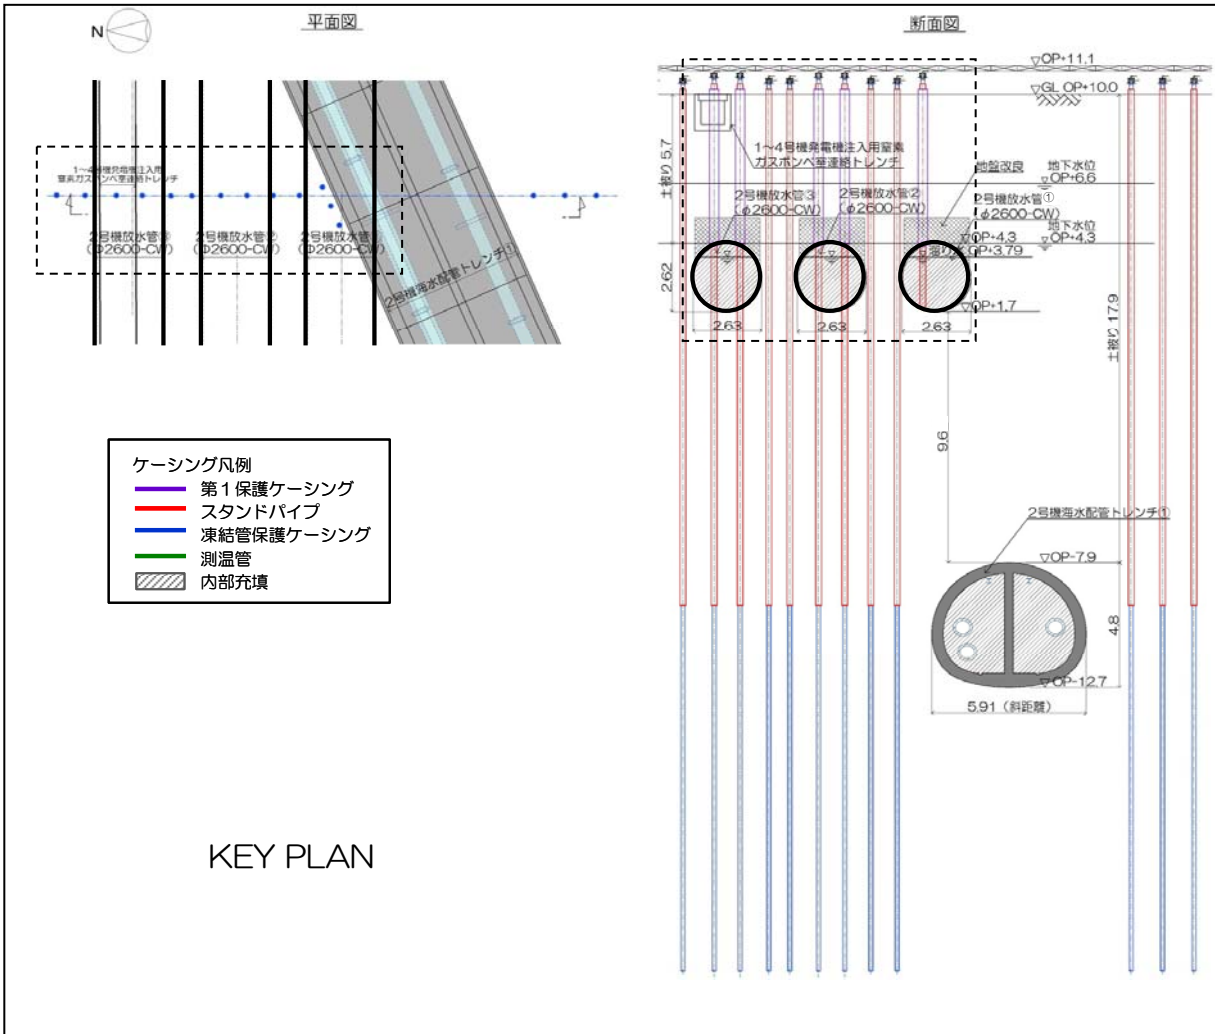 平面図
N
1~4号機発電機注入用
窒素ガスボンベ室連絡トレンチ
2号機放水管③
(Φ2600-CW)
2号機放水管②
(Φ2600-CW)
2号機放水管
(Φ2600-CW)
2号機海水配管トレンチ①
ケーシング凡例
第1保護ケーシング
スタンドパイプ
凍結管保護ケーシング
測温管
内部充填
KEY PLAN
断面図
▽OP+11.1
▽GL OP+10.0
土被り 5.7
1~4号機発電機注入用窒素
ガスボンベ室連絡トレンチ
地盤改良
地下水位
▽OP+6.6
2号機放水管③
(φ2600-CW)
2号機放水管②
(φ2600-CW)
2号機放水管①
(φ2600-CW)
地下水位
▽OP+4.3
▽OP+4.3
OP+3.79
▽OP+1.7
2.62
2.63
2.63
2.63
土被り 17.9
9.6
2号機海水配管トレンチ①
▽OP-7.9
4.8
▽OP-12.7
5.91 (斜距離)